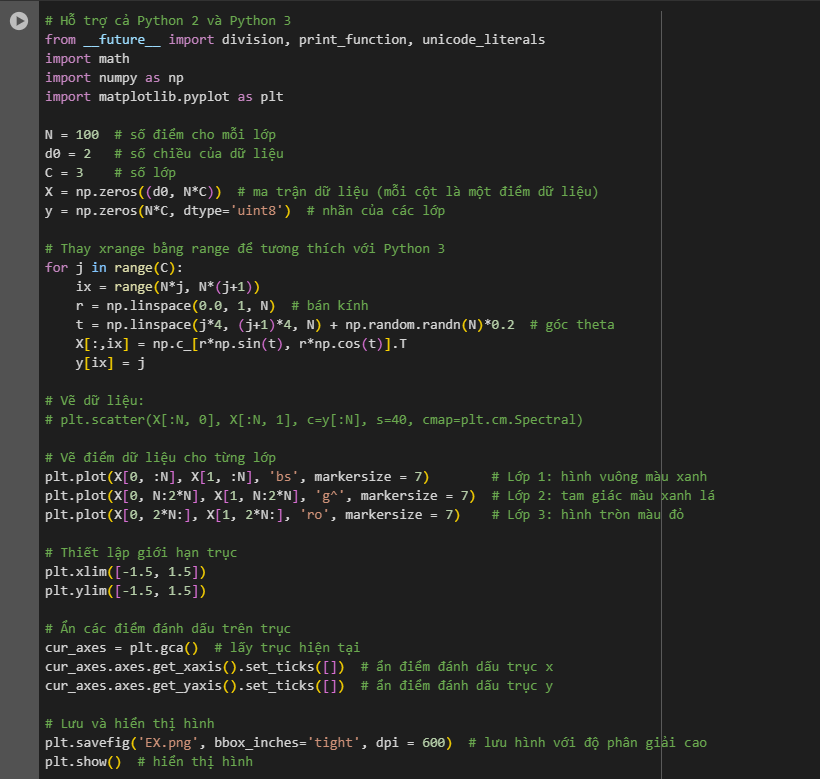 # Hỗ trợ cả Python 2 và Python 3
from __future__ import division, print_function, unicode_literals
import math
import numpy as np
import matplotlib.pyplot as plt

N = 100  # số điểm cho mỗi lớp
d0 = 2   # số chiều của dữ liệu
C = 3    # số lớp
X = np.zeros((d0, N*C))  # ma trận dữ liệu (mỗi cột là một điểm dữ liệu)
y = np.zeros(N*C, dtype='uint8')  # nhãn của các lớp

# Thay xrange bằng range để tương thích với Python 3
for j in range(C):
    ix = range(N*j, N*(j+1))
    r = np.linspace(0.0, 1, N)  # bán kính
    t = np.linspace(j*4, (j+1)*4, N) + np.random.randn(N)*0.2  # góc theta
    X[:,ix] = np.c_[r*np.sin(t), r*np.cos(t)].T
    y[ix] = j

# Vẽ dữ liệu:
# plt.scatter(X[:N, 0], X[:N, 1], c=y[:N], s=40, cmap=plt.cm.Spectral)

# Vẽ điểm dữ liệu cho từng lớp
plt.plot(X[0, :N], X[1, :N], 'bs', markersize = 7)        # Lớp 1: hình vuông màu xanh
plt.plot(X[0, N:2*N], X[1, N:2*N], 'g^', markersize = 7)  # Lớp 2: tam giác màu xanh lá
plt.plot(X[0, 2*N:], X[1, 2*N:], 'ro', markersize = 7)    # Lớp 3: hình tròn màu đỏ

# Thiết lập giới hạn trục
plt.xlim([-1.5, 1.5])
plt.ylim([-1.5, 1.5])

# Ẩn các điểm đánh dấu trên trục
cur_axes = plt.gca()  # lấy trục hiện tại
cur_axes.axes.get_xaxis().set_ticks([])  # ẩn điểm đánh dấu trục x
cur_axes.axes.get_yaxis().set_ticks([])  # ẩn điểm đánh dấu trục y

# Lưu và hiển thị hình
plt.savefig('EX.png', bbox_inches='tight', dpi = 600)  # lưu hình với độ phân giải cao
plt.show()  # hiển thị hình